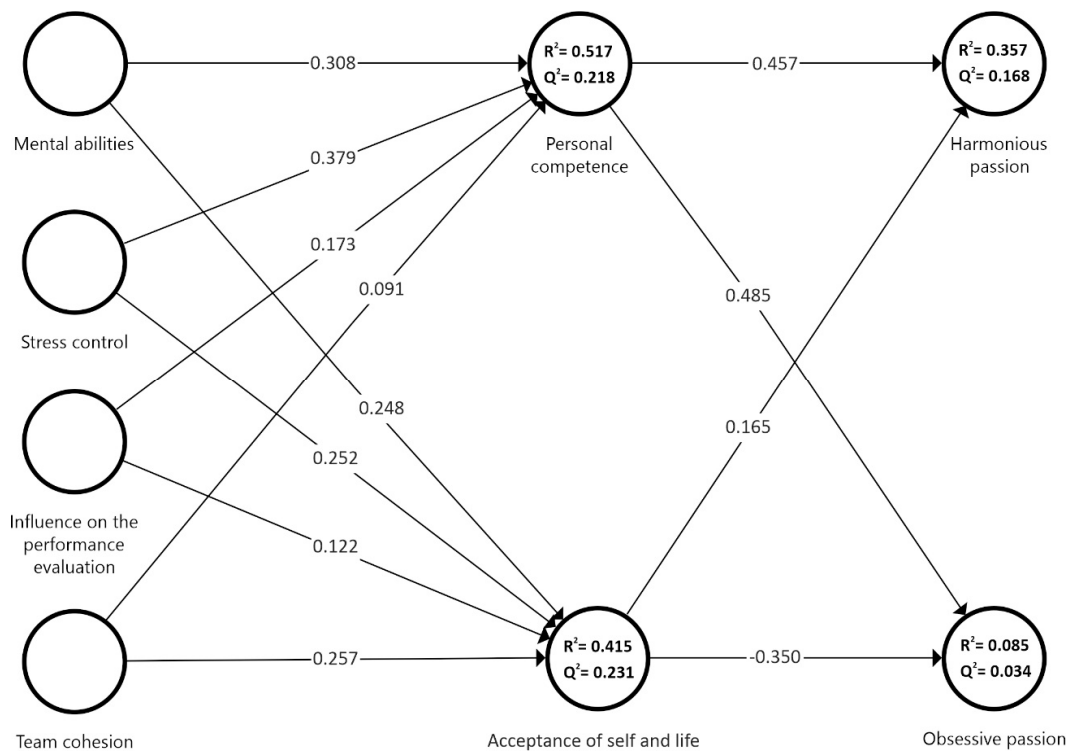 R²= 0.517
Q²= 0.218
R²= 0.357
Q²= 0.168
0.308
0.457
Mental abilities
Personal
competence
Harmonious
passion
0.379
0.173
0.091
0.485
Stress control
0.248
0.165
0.252
Influence on the
performance
evaluation
0.122
R²= 0.415
Q²= 0.231
R²= 0.085
Q²= 0.034
0.257
-0.350
Team cohesion
Acceptance of self and life
Obsessive passion